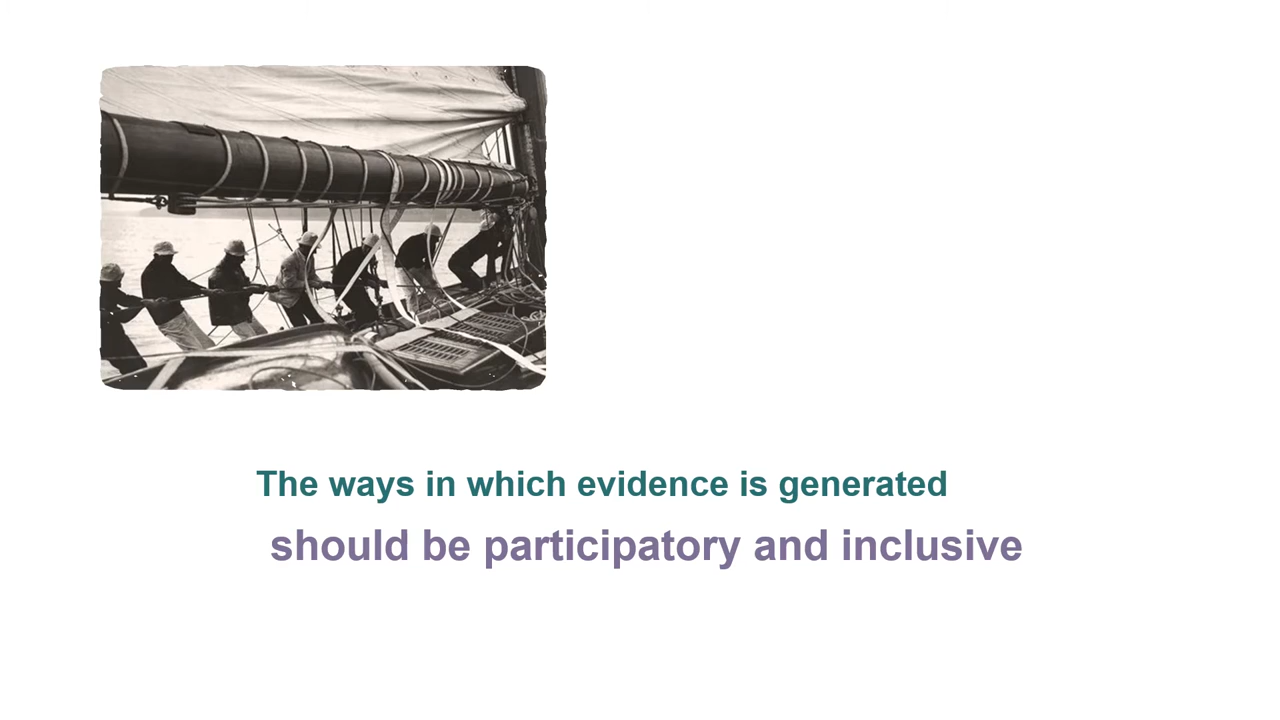 The ways in which evidence is generated
should be participatory and inclusive